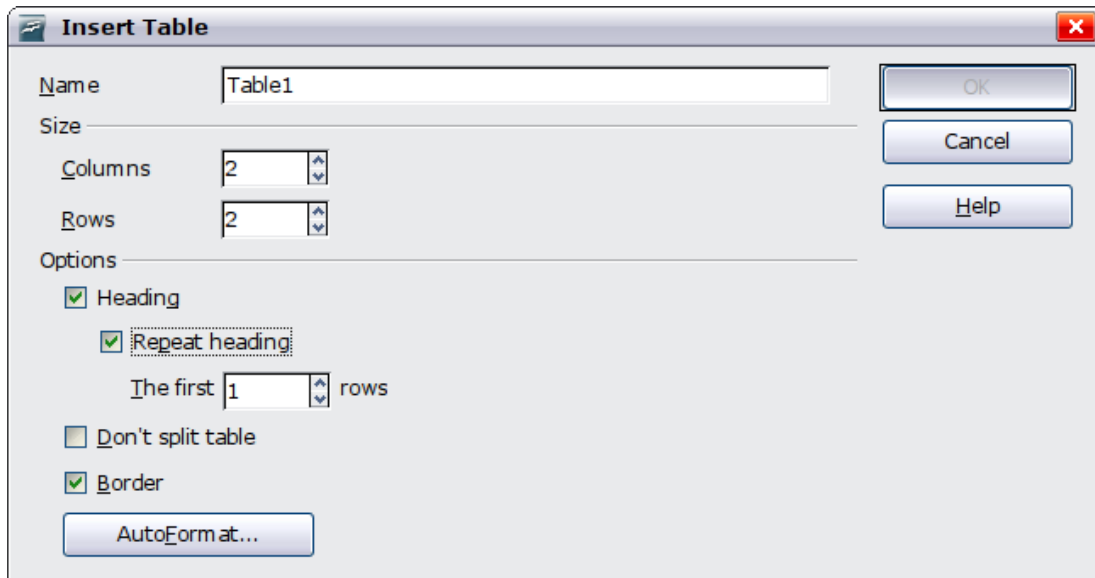 Insert Table
Name Table1
OK
Size
Cancel
Columns 2
Help
Rows 2
Options
Heading
Repeat heading
The first 1 rows
Don't split table
Border
AutoFormat...